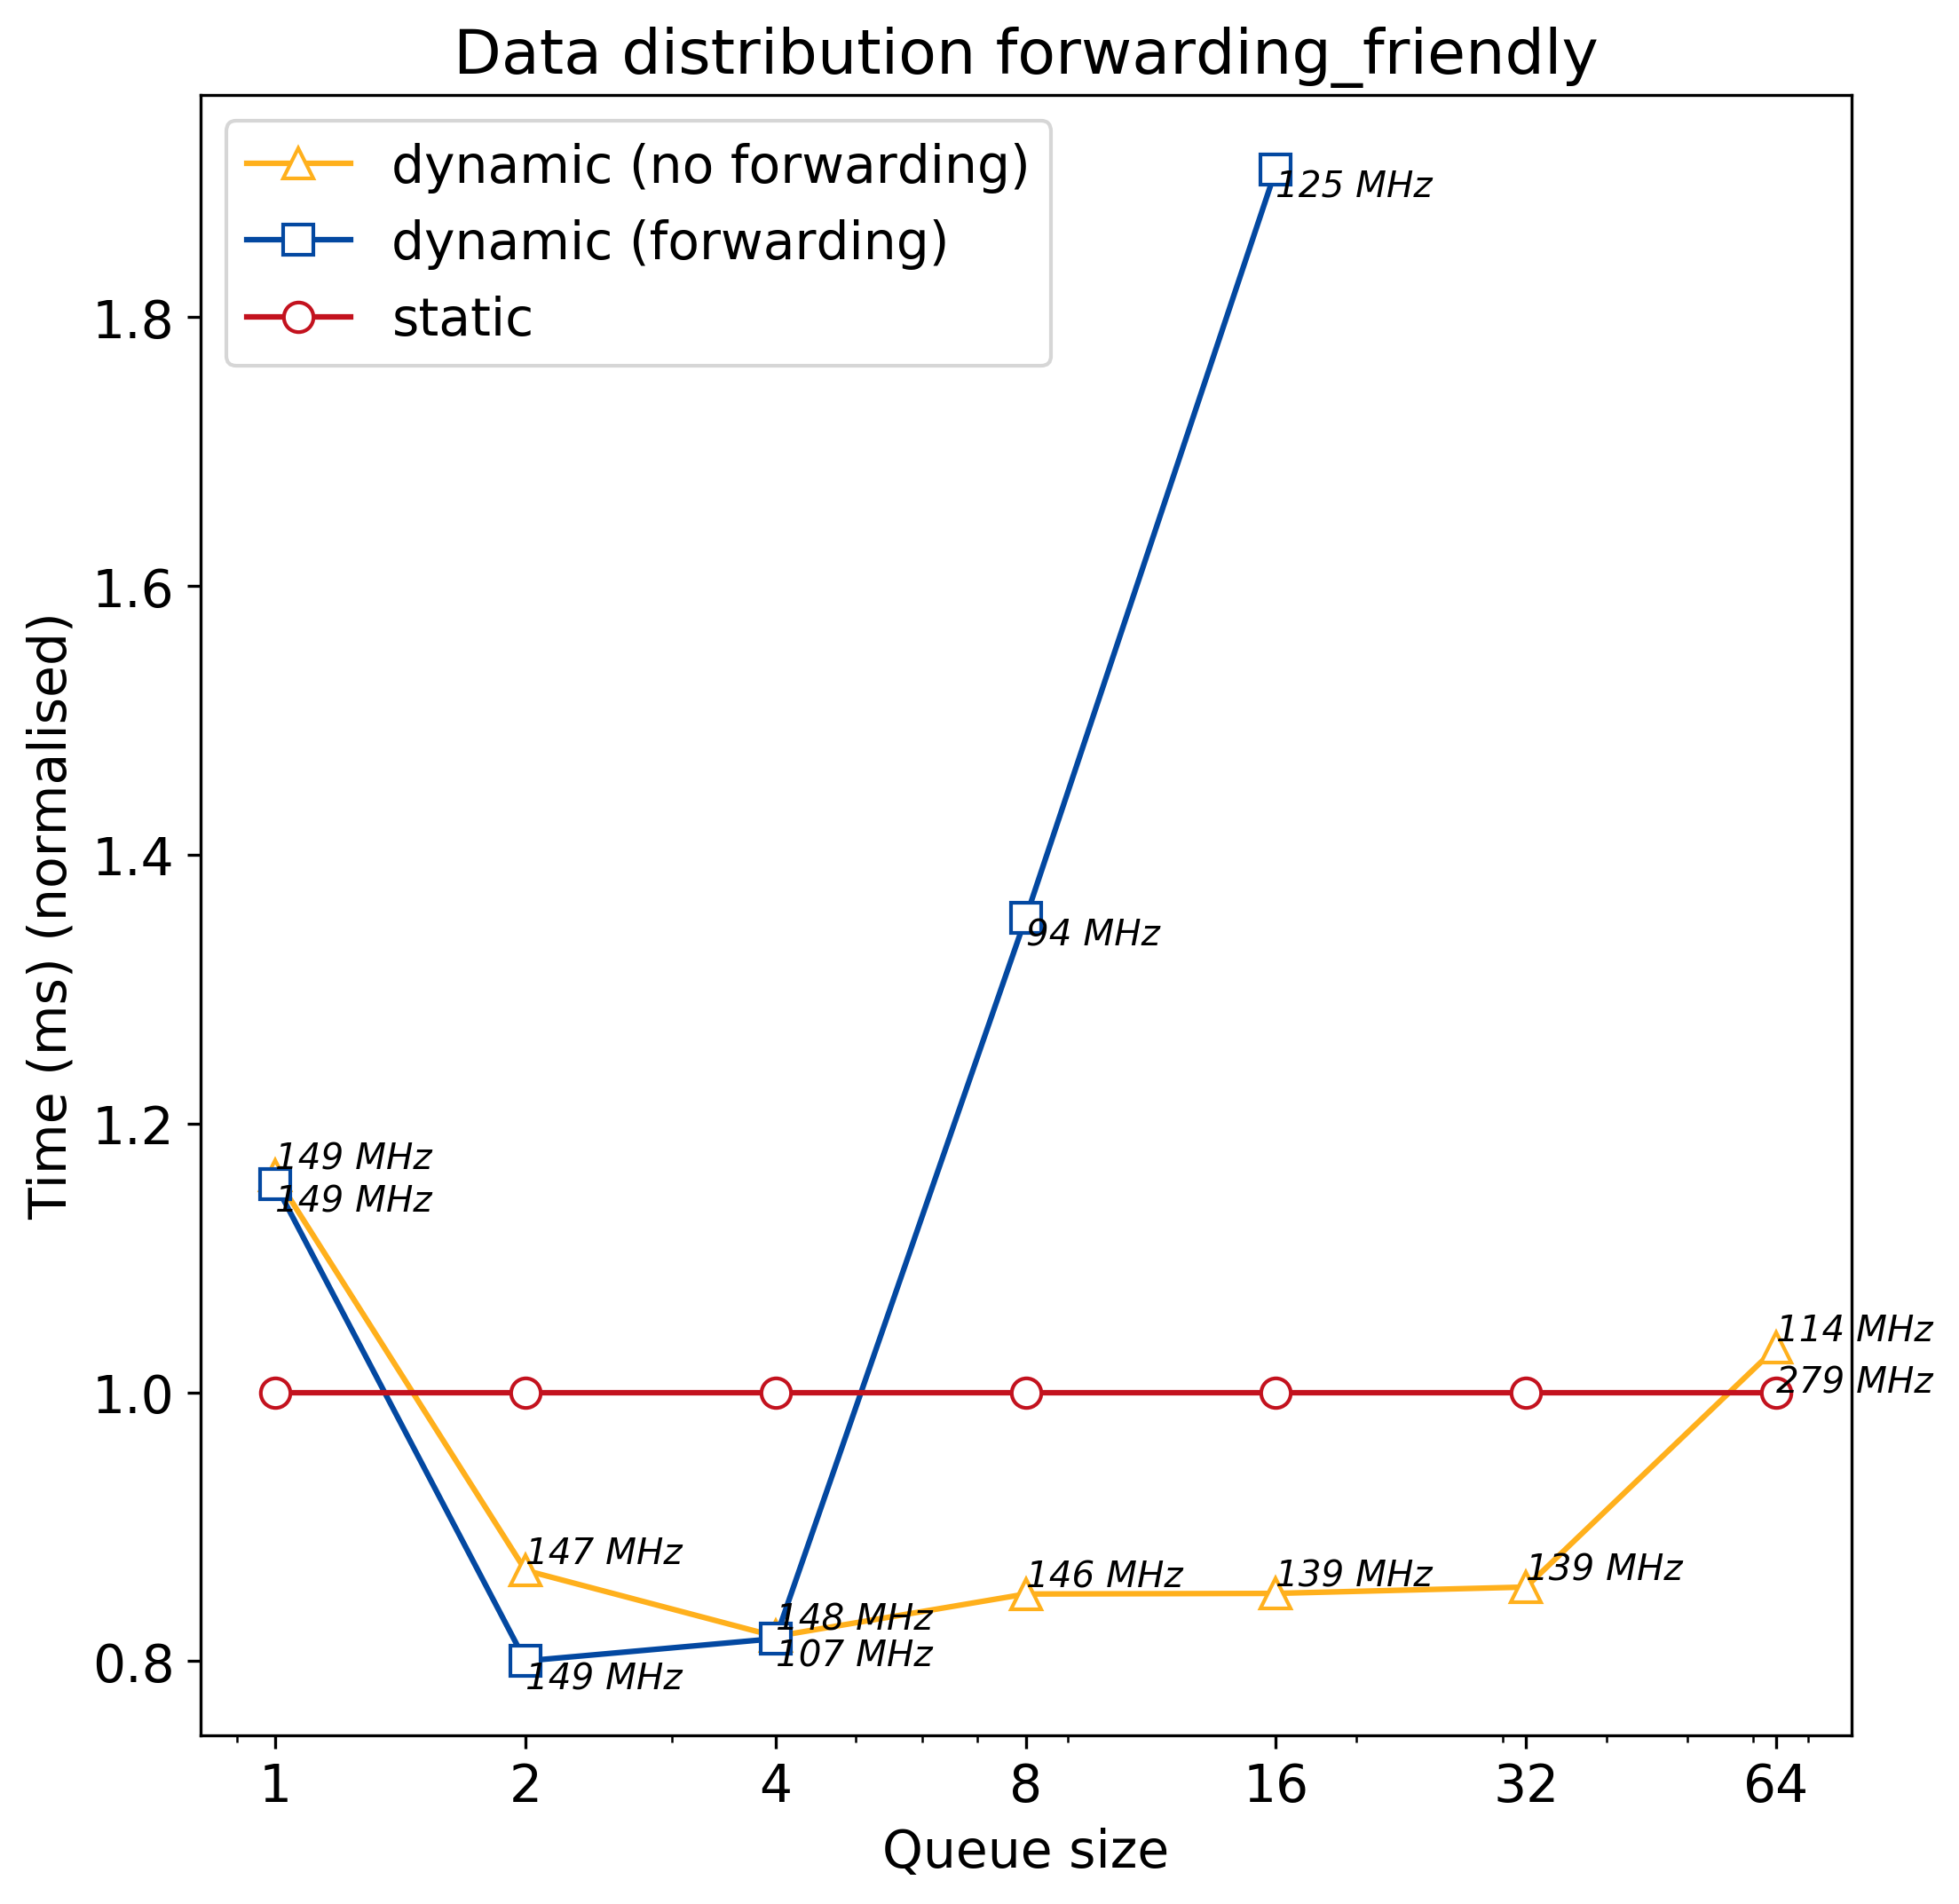 Data distribution forwarding_friendly
dynamic (no forwarding)
dynamic (forwarding)
static
125 MHz
1.8
1.6
1.4
94 MHz
1.2
149 MHz
149 MHz
114 MHz
279 MHz
1.0
147 MHz
146 MHz
139 MHz
139 MHz
148 MHz
107 MHz
0.8
149 MHz
Time (ms) (normalised)
1 2 4 8 16 32 64
Queue size